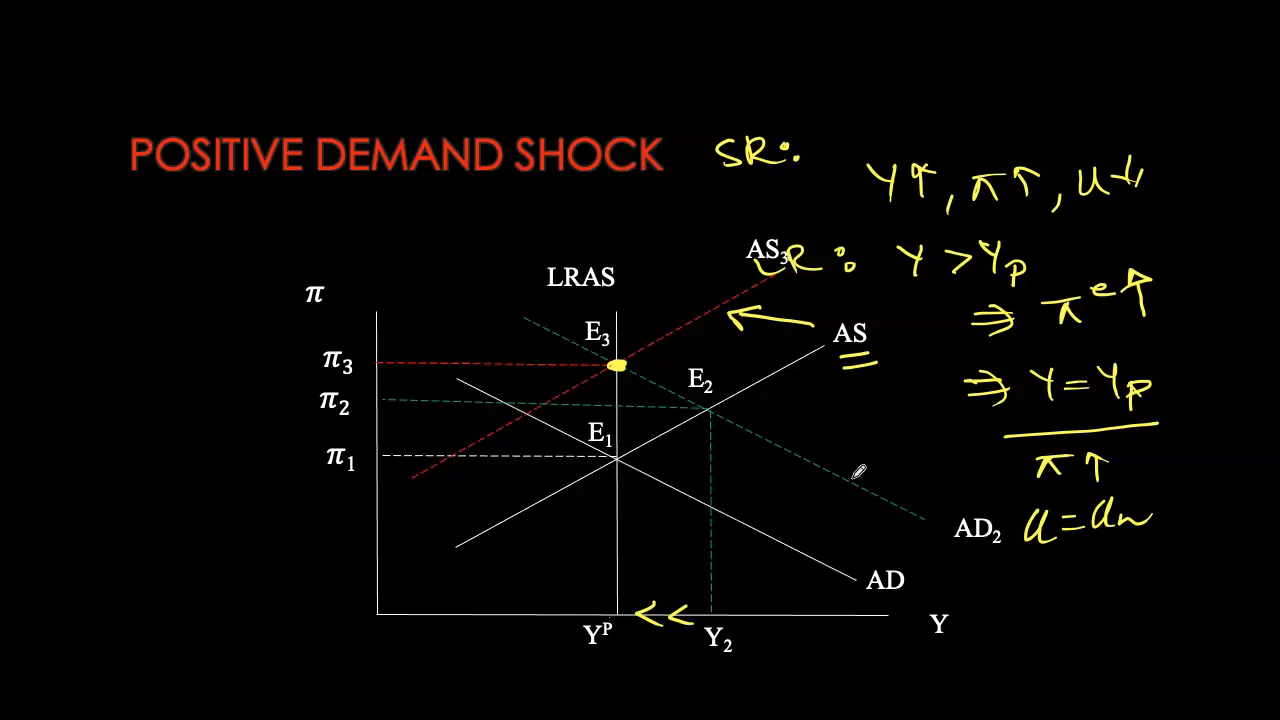 POSITIVE DEMAND SHOCK
SR:
Y↑, π↑, u↓
AS₃
LR: Y > Yₚ
LRAS
π
⇒ πᵉ↑
E₃
AS
π₃
E₂
⇒ Y = Yₚ
π₂
E₁
π₁
π↑
u = uₙ
AD₂
AD
Yᴾ
Y₂
Y